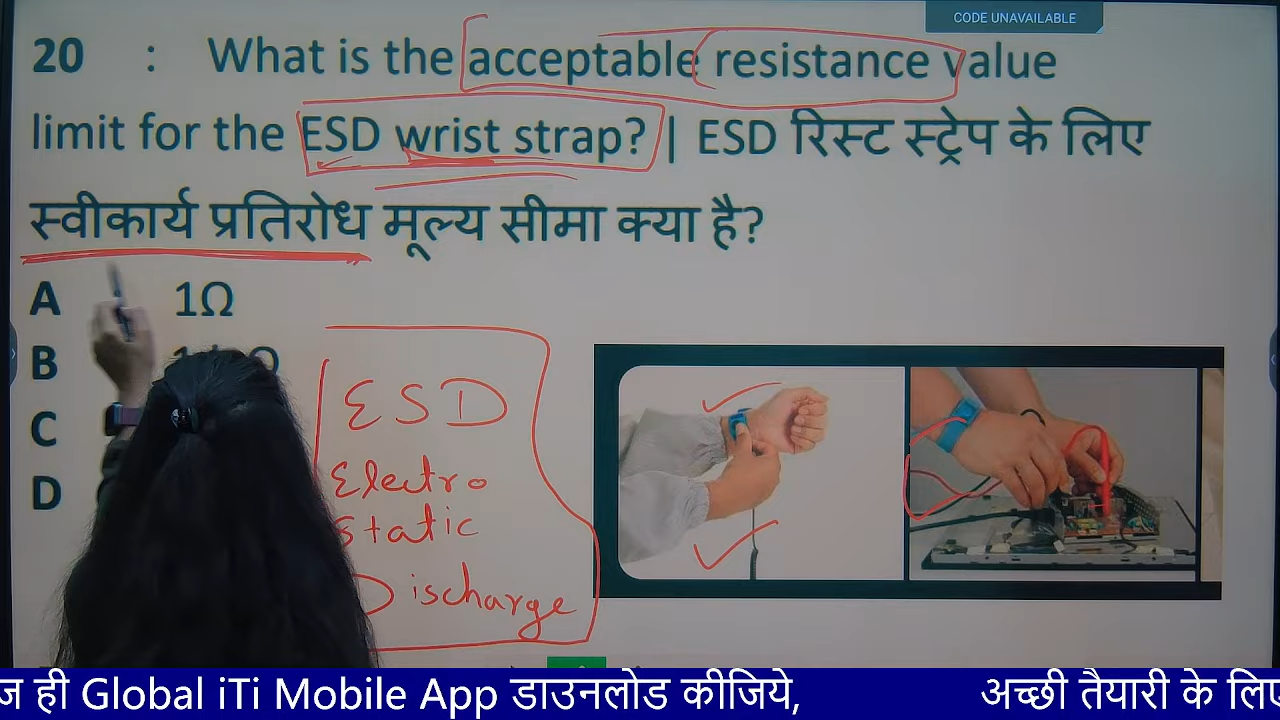 CODE UNAVAILABLE
20 : What is the acceptable resistance value
limit for the ESD wrist strap? | ESD रिस्ट स्ट्रेप के लिए
स्वीकार्य प्रतिरोध मूल्य सीमा क्या है?
A 1Ω
B
C
D
ESD
Electro
Static
Discharge
ही Global iTi Mobile App डाउनलोड कीजिये, अच्छी तैयारी के